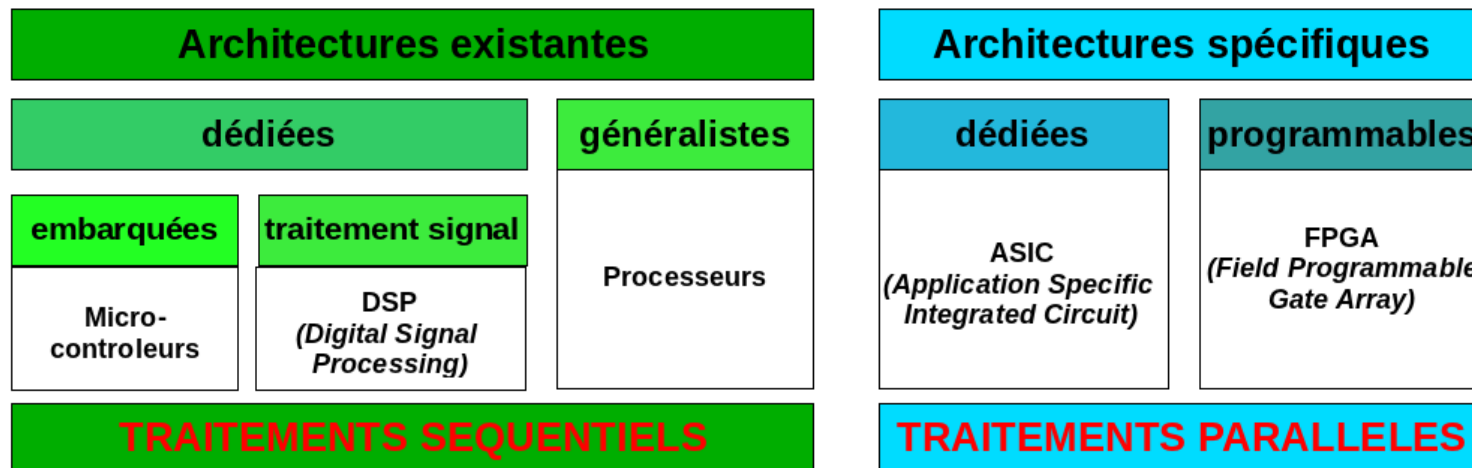 Architectures existantes
Architectures spécifiques
dédiées
généralistes
dédiées
programmables
embarquées
traitement signal
Micro-
controleurs
DSP
(Digital Signal
Processing)
Processeurs
ASIC
(Application Specific
Integrated Circuit)
FPGA
(Field Programmable
Gate Array)
TRAITEMENTS SEQUENTIELS
TRAITEMENTS PARALLELES